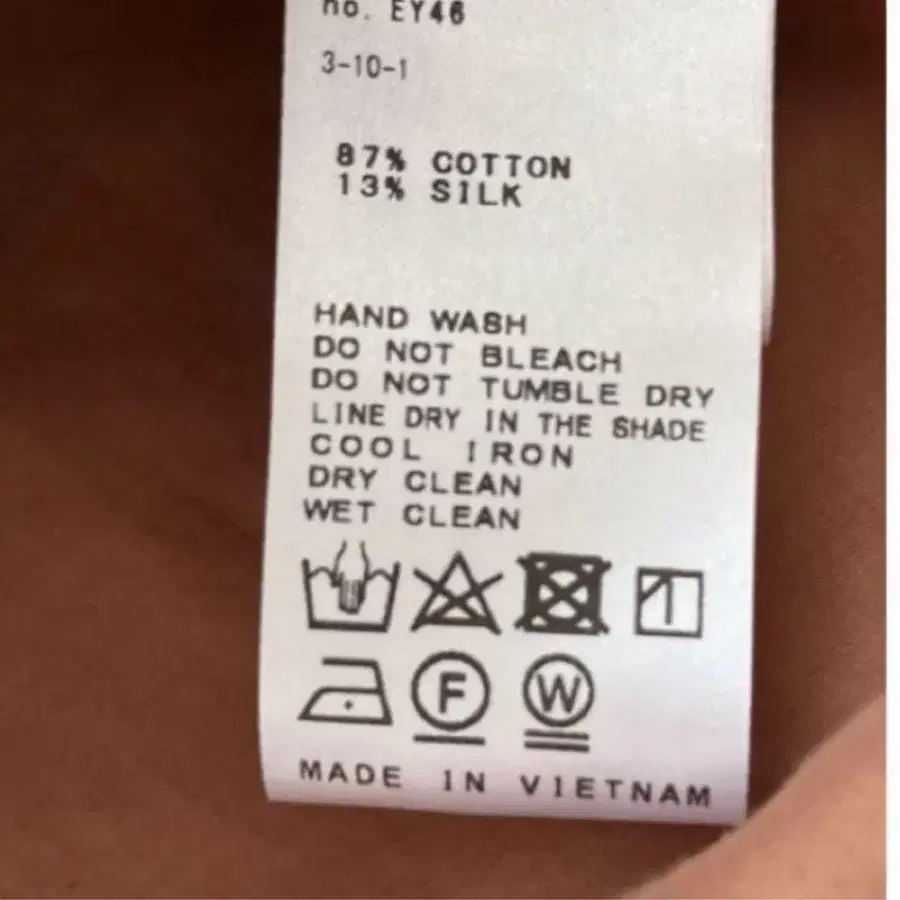 no. EY46
3-10-1
87% COTTON
13% SILK
HAND WASH
DO NOT BLEACH
DO NOT TUMBLE DRY
LINE DRY IN THE SHADE
COOL IRON
DRY CLEAN
WET CLEAN
F W
MADE IN VIETNAM